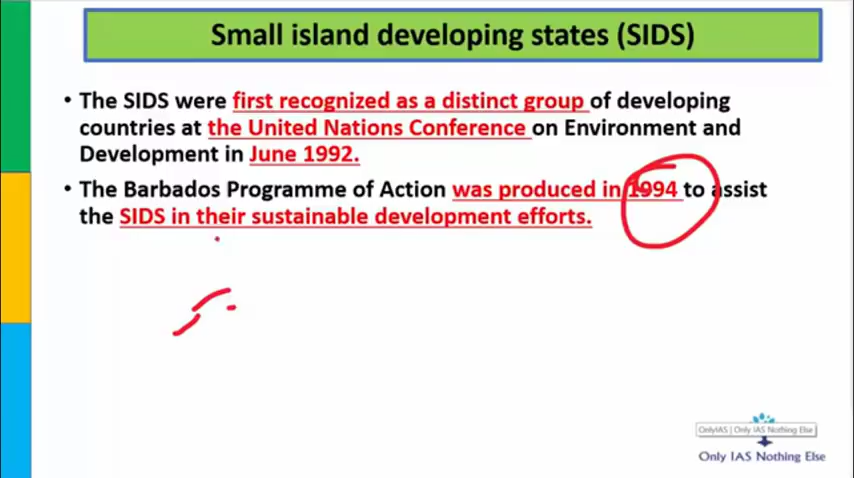 Small island developing states (SIDS)
• The SIDS were first recognized as a distinct group of developing
countries at the United Nations Conference on Environment and
Development in June 1992.
• The Barbados Programme of Action was produced in 1994 to assist
the SIDS in their sustainable development efforts.
OnlyIAS | Only IAS Nothing Else
Only IAS Nothing Else